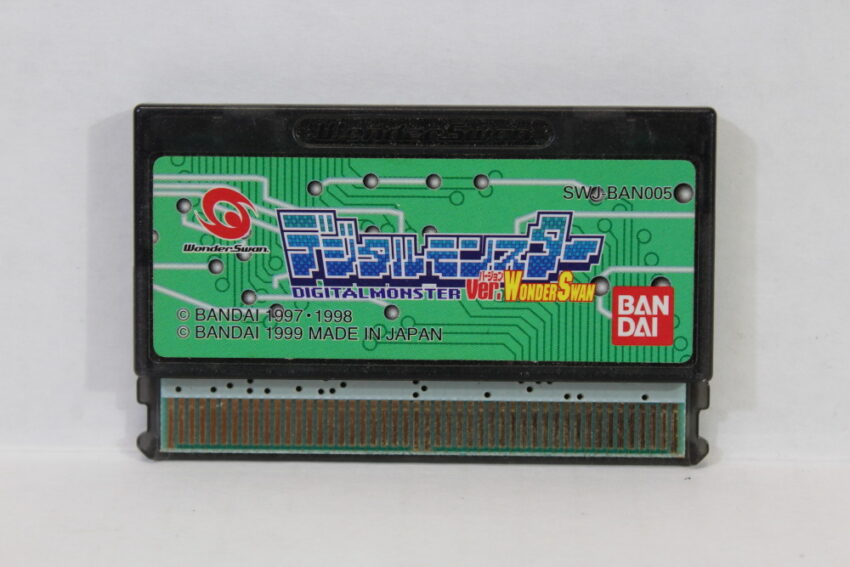 WonderSwan
SWJ-BAN005
WonderSwan
デジタルモンスター
DIGITALMONSTER バージョン Ver. WONDERSWAN
© BANDAI 1997・1998
© BANDAI 1999 MADE IN JAPAN
BAN
DAI